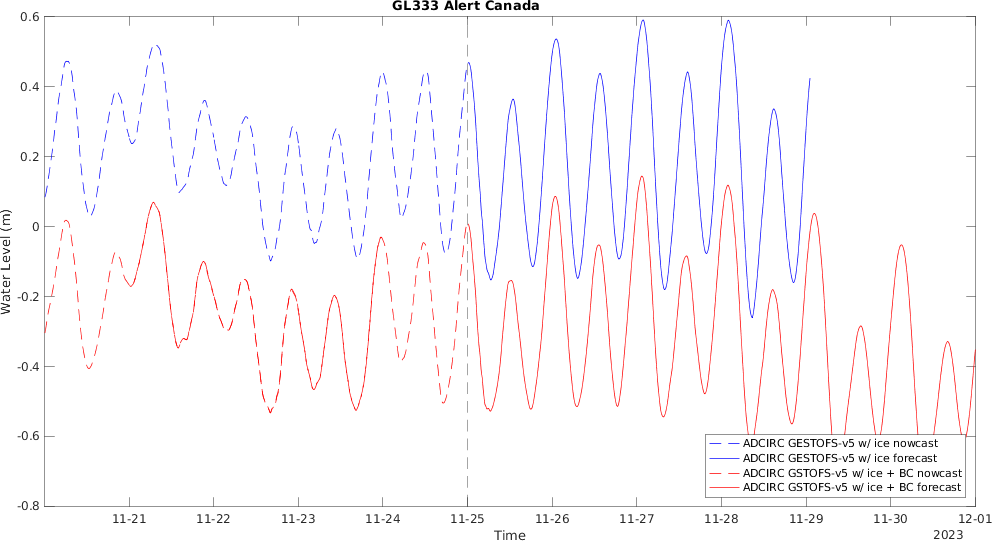 GL333 Alert Canada
0.6
0.4
0.2
0
-0.2
-0.4
-0.6
-0.8
Water Level (m)
ADCIRC GESTOFS-v5 w/ ice nowcast
ADCIRC GESTOFS-v5 w/ ice forecast
ADCIRC GSTOFS-v5 w/ ice + BC nowcast
ADCIRC GSTOFS-v5 w/ ice + BC forecast
11-21 11-22 11-23 11-24 11-25 11-26 11-27 11-28 11-29 11-30 12-01
Time
2023